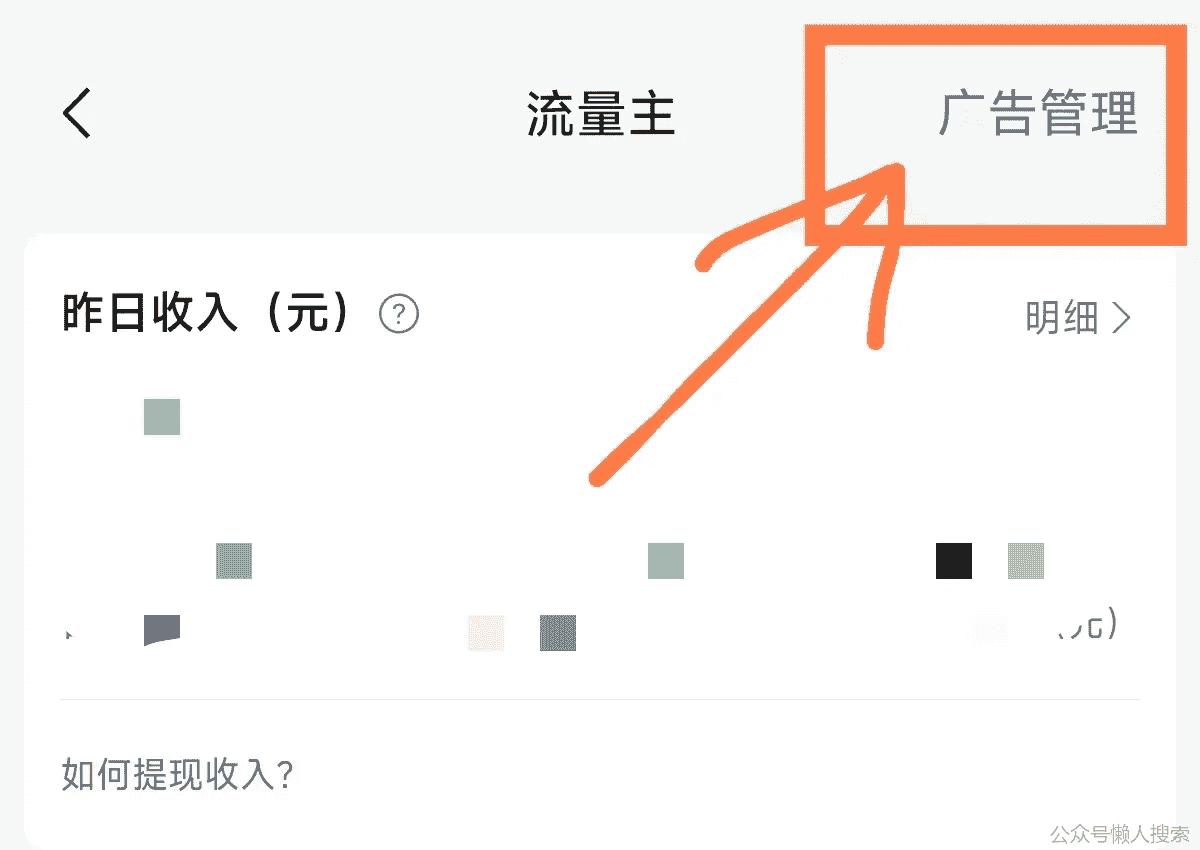 流量主
广告管理
昨日收入（元） ?
明细
元)
如何提现收入？
公众号懒人搜索